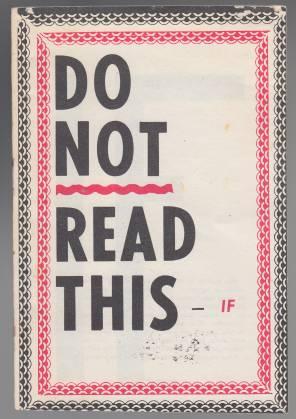 DO
NOT
READ
THIS – IF